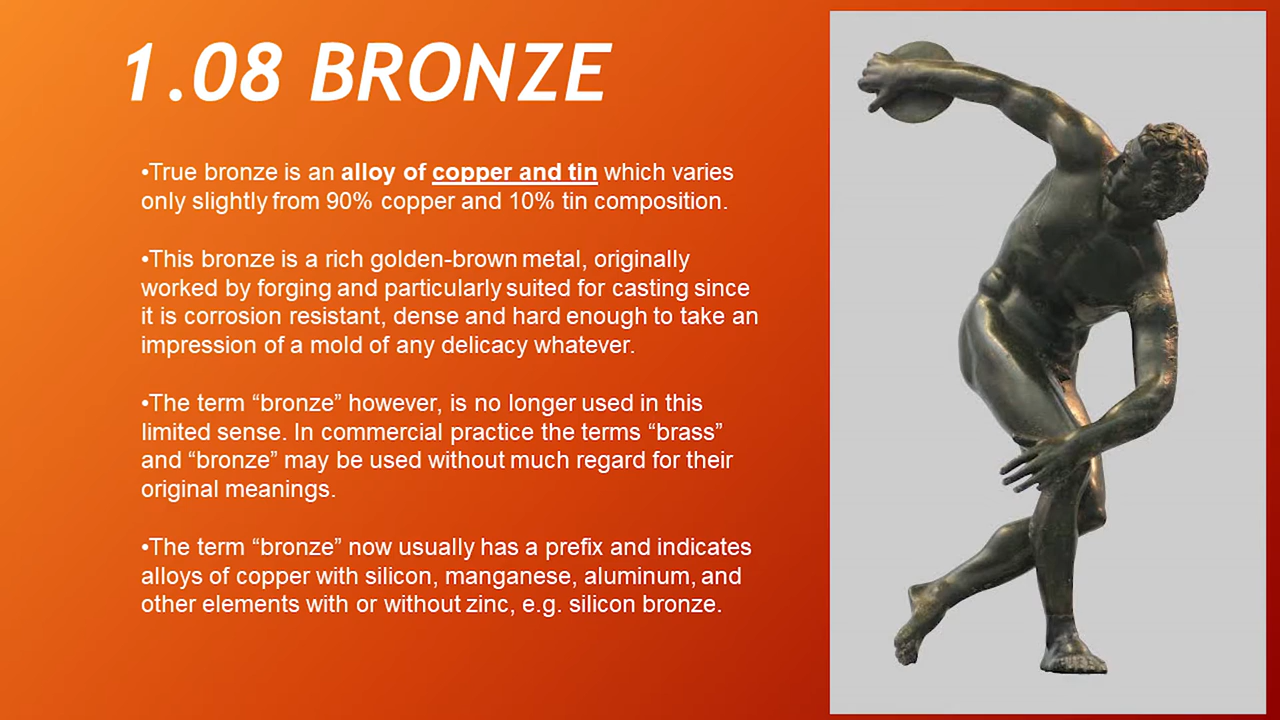 1.08 BRONZE
•True bronze is an alloy of copper and tin which varies
only slightly from 90% copper and 10% tin composition.
•This bronze is a rich golden-brown metal, originally
worked by forging and particularly suited for casting since
it is corrosion resistant, dense and hard enough to take an
impression of a mold of any delicacy whatever.
•The term “bronze” however, is no longer used in this
limited sense. In commercial practice the terms “brass”
and “bronze” may be used without much regard for their
original meanings.
•The term “bronze” now usually has a prefix and indicates
alloys of copper with silicon, manganese, aluminum, and
other elements with or without zinc, e.g. silicon bronze.